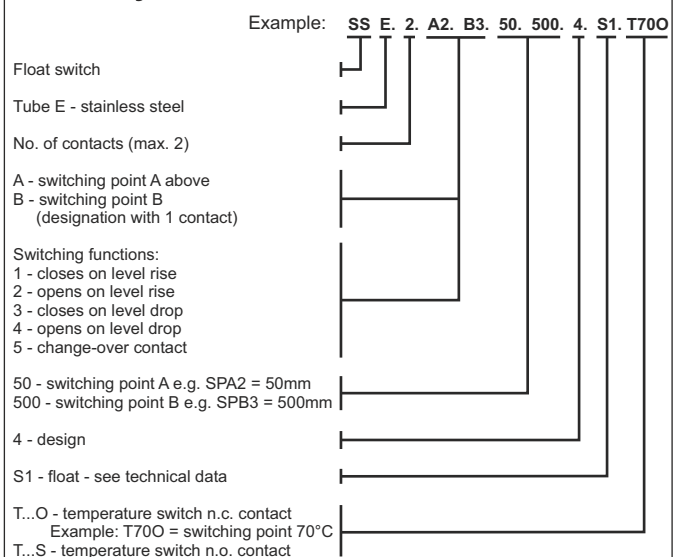 Example: SS E. 2. A2. B3. 50. 500. 4. S1. T70O
Float switch
Tube E - stainless steel
No. of contacts (max. 2)
A - switching point A above
B - switching point B
(designation with 1 contact)
Switching functions:
1 - closes on level rise
2 - opens on level rise
3 - closes on level drop
4 - opens on level drop
5 - change-over contact
50 - switching point A e.g. SPA2 = 50mm
500 - switching point B e.g. SPB3 = 500mm
4 - design
S1 - float - see technical data
T...O - temperature switch n.c. contact
Example: T70O = switching point 70°C
T...S - temperature switch n.o. contact